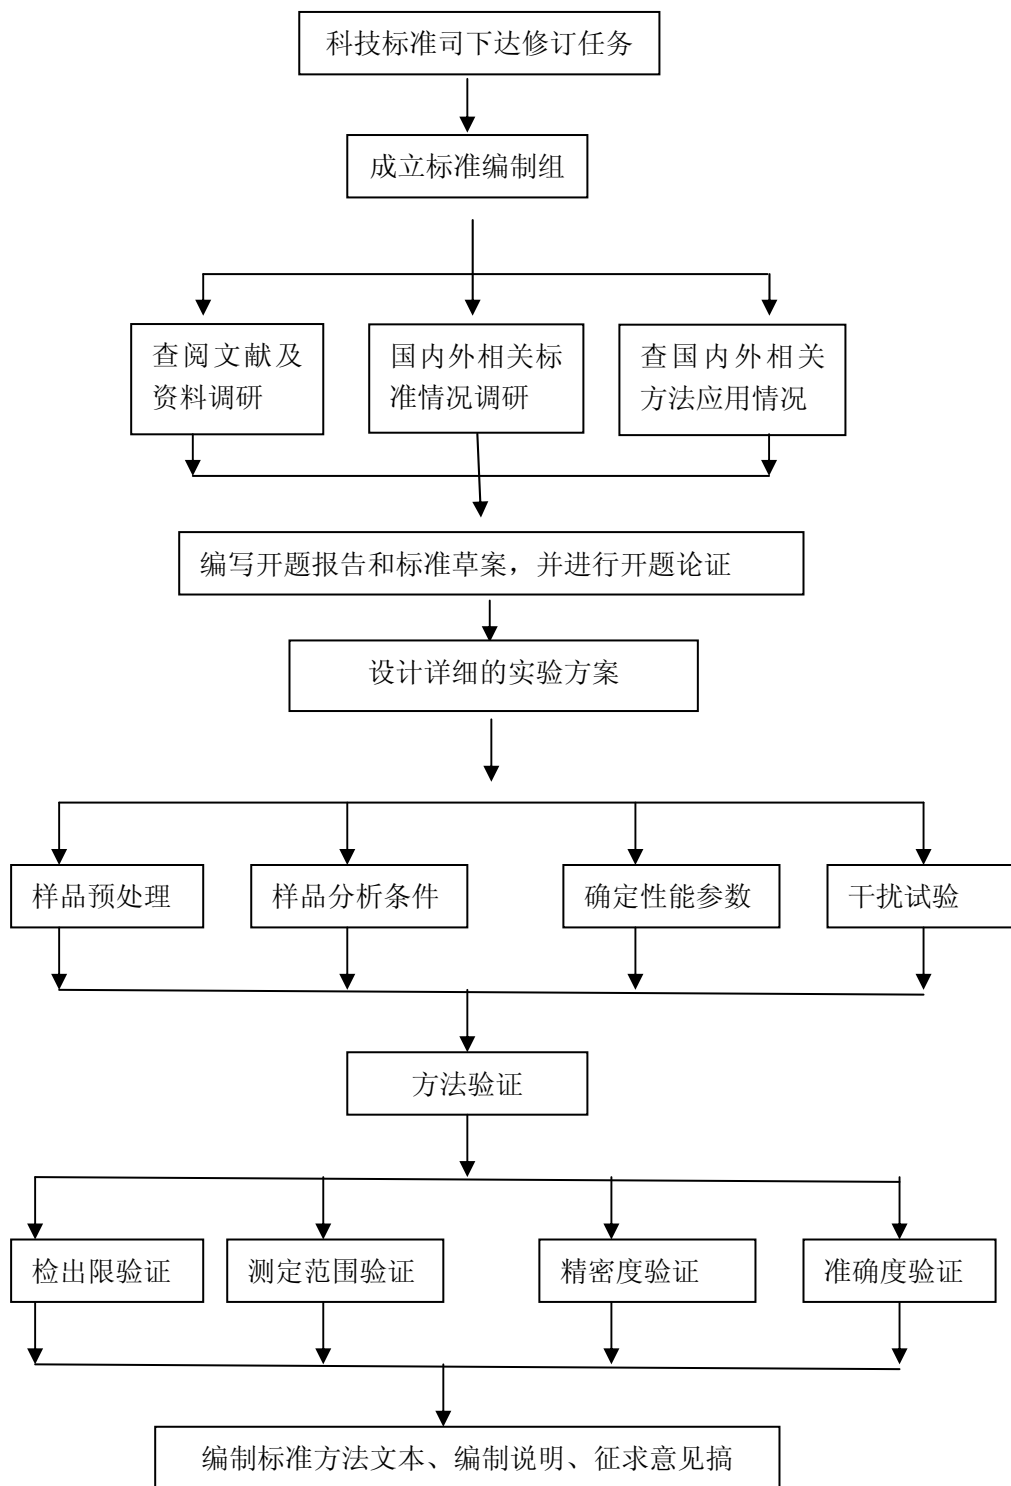 科技标准司下达修订任务
成立标准编制组
查阅文献及
资料调研
国内外相关标
准情况调研
查国内外相关
方法应用情况
编写开题报告和标准草案，并进行开题论证
设计详细的实验方案
样品预处理
样品分析条件
确定性能参数
干扰试验
方法验证
检出限验证
测定范围验证
精密度验证
准确度验证
编制标准方法文本、编制说明、征求意见搞